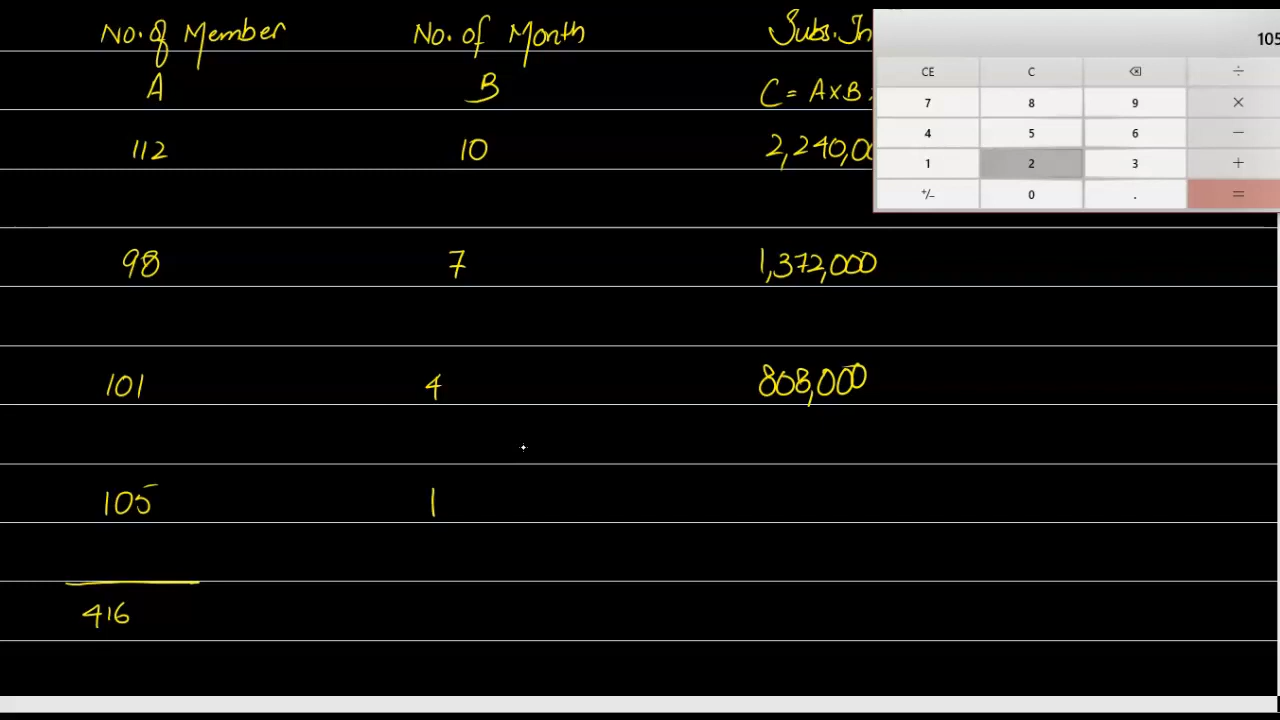 No. of Member No. of Month Subs. In
A B C = A×B
112 10 2,240,00
98 7 1,372,000
101 4 808,000
105 1
416
105
CE C ⌫ ÷
7 8 9 ×
4 5 6 −
1 2 3 +
+/− 0 . =